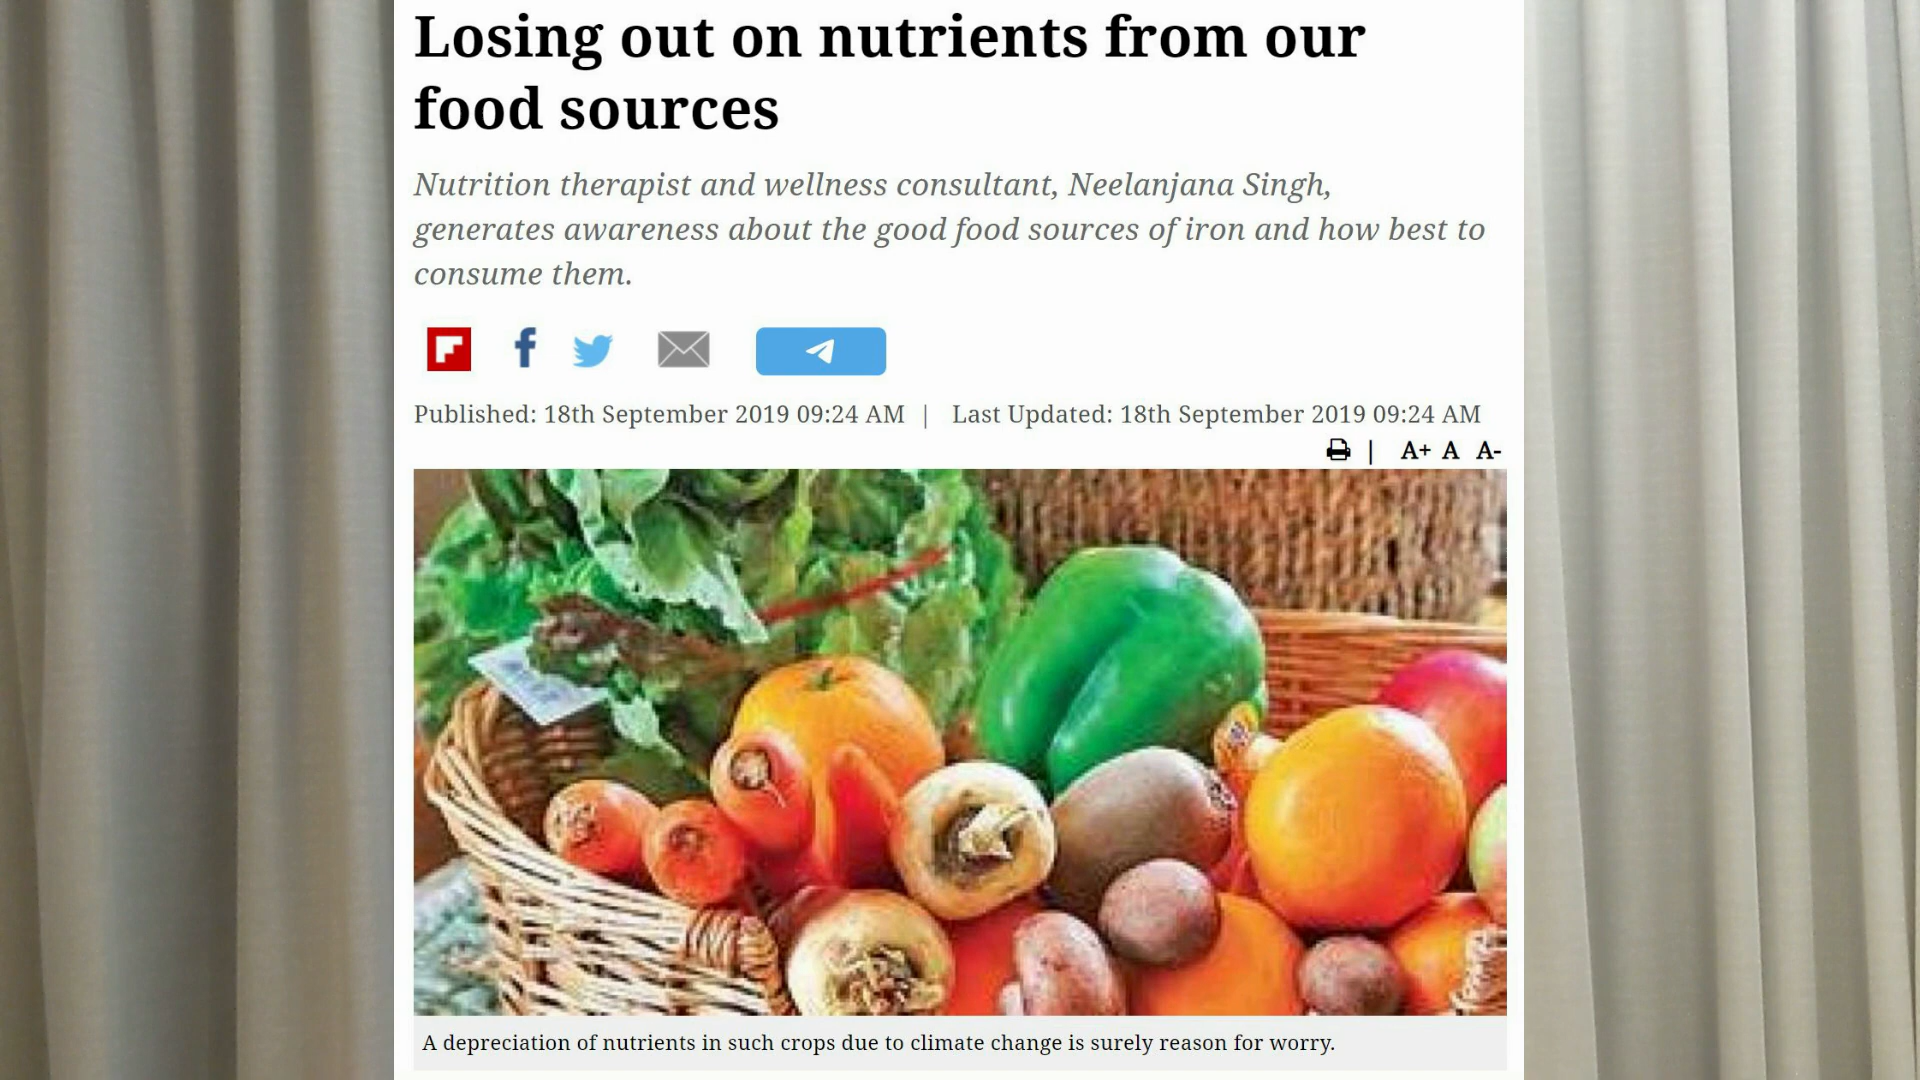 Losing out on nutrients from our
food sources
Nutrition therapist and wellness consultant, Neelanjana Singh,
generates awareness about the good food sources of iron and how best to
consume them.
Published: 18th September 2019 09:24 AM | Last Updated: 18th September 2019 09:24 AM
| A+ A A-
A depreciation of nutrients in such crops due to climate change is surely reason for worry.